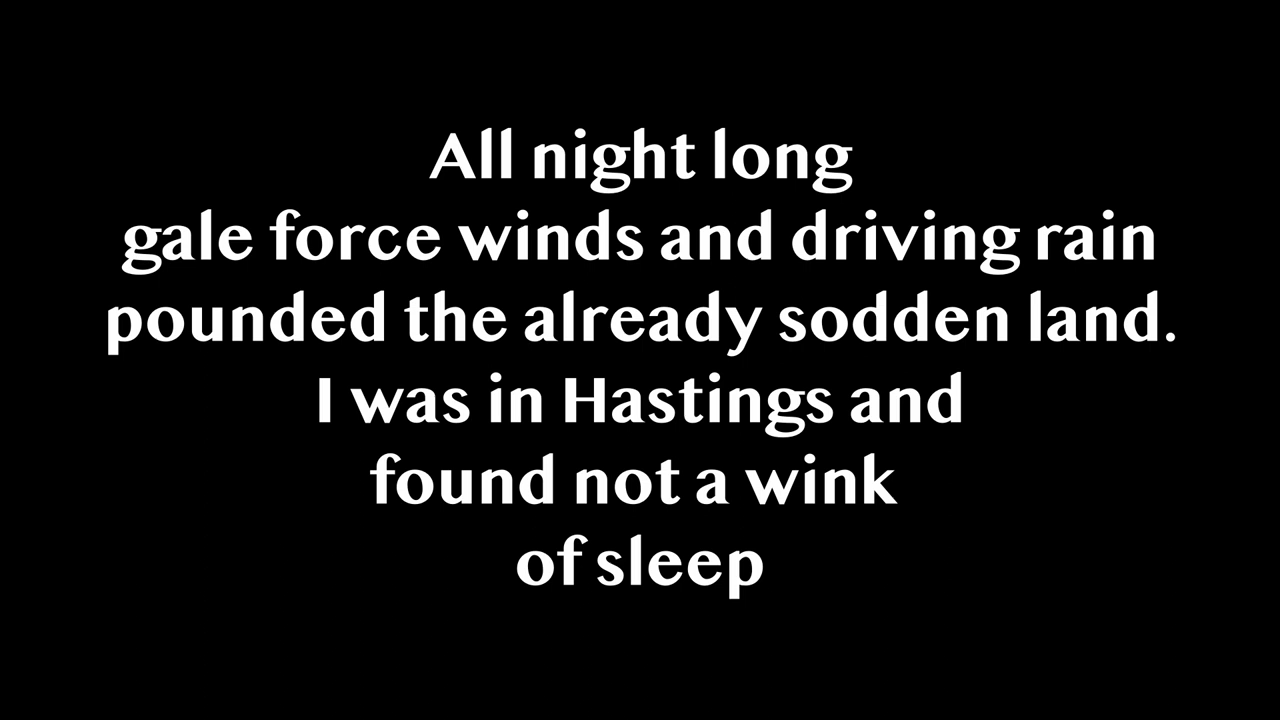 All night long
gale force winds and driving rain
pounded the already sodden land.
I was in Hastings and
found not a wink
of sleep